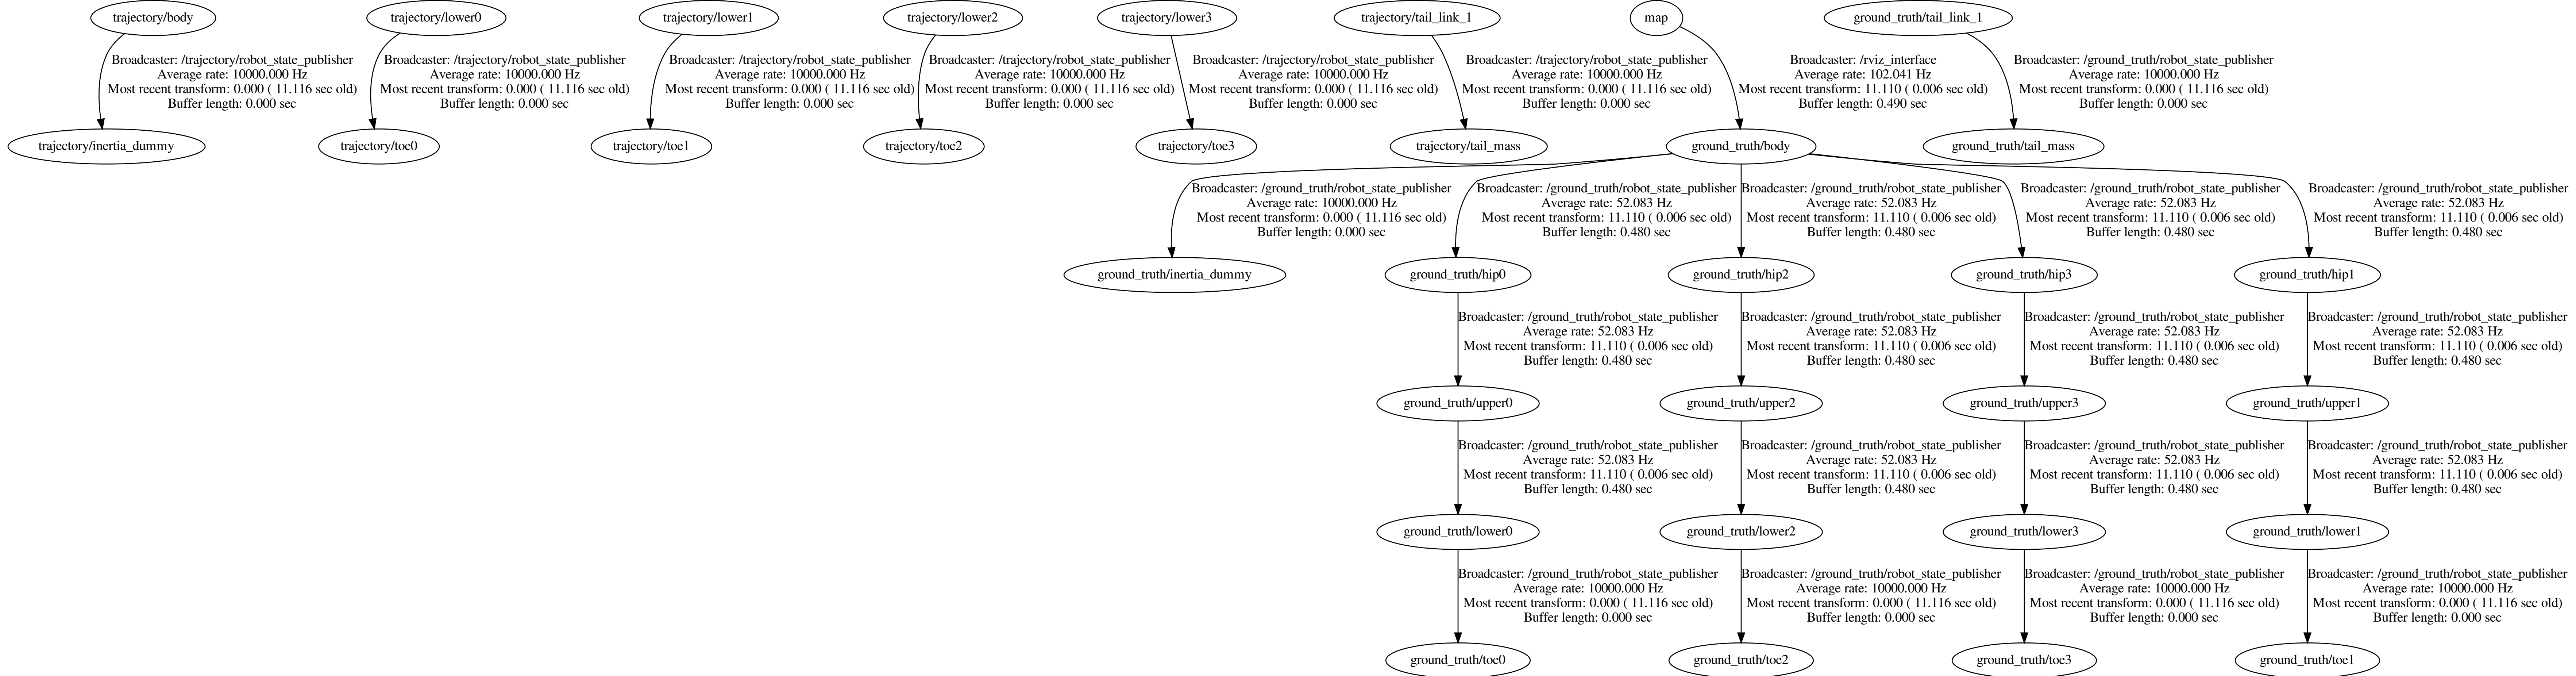 trajectory/body
trajectory/lower0
trajectory/lower1
trajectory/lower2
trajectory/lower3
trajectory/tail_link_1
map
ground_truth/tail_link_1
Broadcaster: /trajectory/robot_state_publisher
Average rate: 10000.000 Hz
Most recent transform: 0.000 ( 11.116 sec old)
Buffer length: 0.000 sec
Broadcaster: /trajectory/robot_state_publisher
Average rate: 10000.000 Hz
Most recent transform: 0.000 ( 11.116 sec old)
Buffer length: 0.000 sec
Broadcaster: /trajectory/robot_state_publisher
Average rate: 10000.000 Hz
Most recent transform: 0.000 ( 11.116 sec old)
Buffer length: 0.000 sec
Broadcaster: /trajectory/robot_state_publisher
Average rate: 10000.000 Hz
Most recent transform: 0.000 ( 11.116 sec old)
Buffer length: 0.000 sec
Broadcaster: /trajectory/robot_state_publisher
Average rate: 10000.000 Hz
Most recent transform: 0.000 ( 11.116 sec old)
Buffer length: 0.000 sec
Broadcaster: /trajectory/robot_state_publisher
Average rate: 10000.000 Hz
Most recent transform: 0.000 ( 11.116 sec old)
Buffer length: 0.000 sec
Broadcaster: /rviz_interface
Average rate: 102.041 Hz
Most recent transform: 11.110 ( 0.006 sec old)
Buffer length: 0.490 sec
Broadcaster: /ground_truth/robot_state_publisher
Average rate: 10000.000 Hz
Most recent transform: 0.000 ( 11.116 sec old)
Buffer length: 0.000 sec
trajectory/inertia_dummy
trajectory/toe0
trajectory/toe1
trajectory/toe2
trajectory/toe3
trajectory/tail_mass
ground_truth/body
ground_truth/tail_mass
Broadcaster: /ground_truth/robot_state_publisher
Average rate: 10000.000 Hz
Most recent transform: 0.000 ( 11.116 sec old)
Buffer length: 0.000 sec
Broadcaster: /ground_truth/robot_state_publisher
Average rate: 52.083 Hz
Most recent transform: 11.110 ( 0.006 sec old)
Buffer length: 0.480 sec
Broadcaster: /ground_truth/robot_state_publisher
Average rate: 52.083 Hz
Most recent transform: 11.110 ( 0.006 sec old)
Buffer length: 0.480 sec
Broadcaster: /ground_truth/robot_state_publisher
Average rate: 52.083 Hz
Most recent transform: 11.110 ( 0.006 sec old)
Buffer length: 0.480 sec
Broadcaster: /ground_truth/robot_state_publisher
Average rate: 52.083 Hz
Most recent transform: 11.110 ( 0.006 sec old)
Buffer length: 0.480 sec
ground_truth/inertia_dummy
ground_truth/hip0
ground_truth/hip2
ground_truth/hip3
ground_truth/hip1
Broadcaster: /ground_truth/robot_state_publisher
Average rate: 52.083 Hz
Most recent transform: 11.110 ( 0.006 sec old)
Buffer length: 0.480 sec
Broadcaster: /ground_truth/robot_state_publisher
Average rate: 52.083 Hz
Most recent transform: 11.110 ( 0.006 sec old)
Buffer length: 0.480 sec
Broadcaster: /ground_truth/robot_state_publisher
Average rate: 52.083 Hz
Most recent transform: 11.110 ( 0.006 sec old)
Buffer length: 0.480 sec
Broadcaster: /ground_truth/robot_state_publisher
Average rate: 52.083 Hz
Most recent transform: 11.110 ( 0.006 sec old)
Buffer length: 0.480 sec
ground_truth/upper0
ground_truth/upper2
ground_truth/upper3
ground_truth/upper1
Broadcaster: /ground_truth/robot_state_publisher
Average rate: 52.083 Hz
Most recent transform: 11.110 ( 0.006 sec old)
Buffer length: 0.480 sec
Broadcaster: /ground_truth/robot_state_publisher
Average rate: 52.083 Hz
Most recent transform: 11.110 ( 0.006 sec old)
Buffer length: 0.480 sec
Broadcaster: /ground_truth/robot_state_publisher
Average rate: 52.083 Hz
Most recent transform: 11.110 ( 0.006 sec old)
Buffer length: 0.480 sec
Broadcaster: /ground_truth/robot_state_publisher
Average rate: 52.083 Hz
Most recent transform: 11.110 ( 0.006 sec old)
Buffer length: 0.480 sec
ground_truth/lower0
ground_truth/lower2
ground_truth/lower3
ground_truth/lower1
Broadcaster: /ground_truth/robot_state_publisher
Average rate: 10000.000 Hz
Most recent transform: 0.000 ( 11.116 sec old)
Buffer length: 0.000 sec
Broadcaster: /ground_truth/robot_state_publisher
Average rate: 10000.000 Hz
Most recent transform: 0.000 ( 11.116 sec old)
Buffer length: 0.000 sec
Broadcaster: /ground_truth/robot_state_publisher
Average rate: 10000.000 Hz
Most recent transform: 0.000 ( 11.116 sec old)
Buffer length: 0.000 sec
Broadcaster: /ground_truth/robot_state_publisher
Average rate: 10000.000 Hz
Most recent transform: 0.000 ( 11.116 sec old)
Buffer length: 0.000 sec
ground_truth/toe0
ground_truth/toe2
ground_truth/toe3
ground_truth/toe1